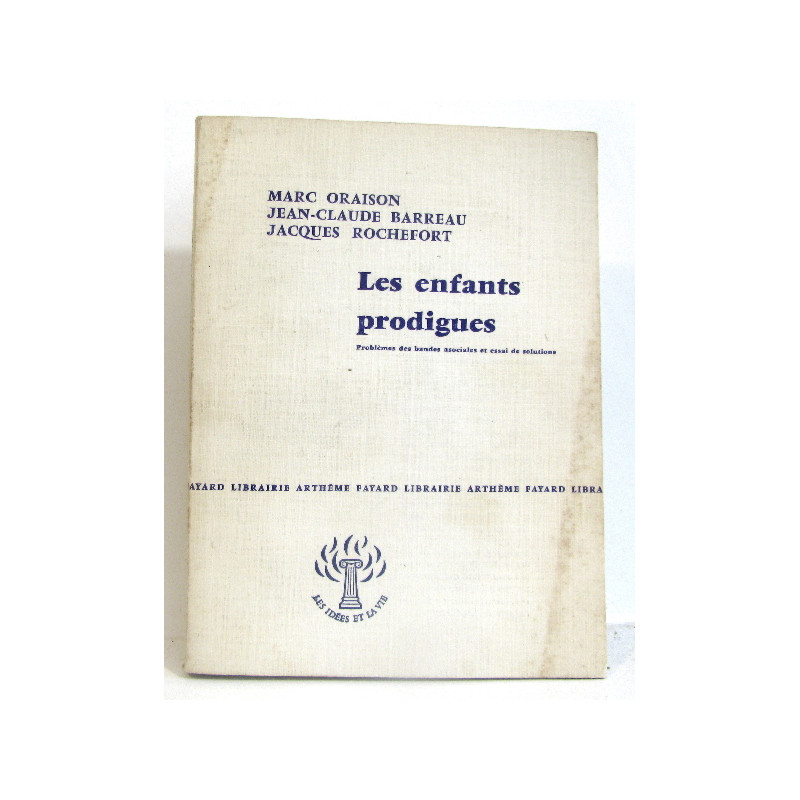 MARC ORAISON
JEAN-CLAUDE BARREAU
JACQUES ROCHEFORT
Les enfants
prodigues
Problèmes des bandes asociales et essai de solutions
AYARD LIBRAIRIE ARTHÈME FAYARD LIBRAIRIE ARTHÈME FAYARD LIBRA
LES IDÉES ET LA VIE